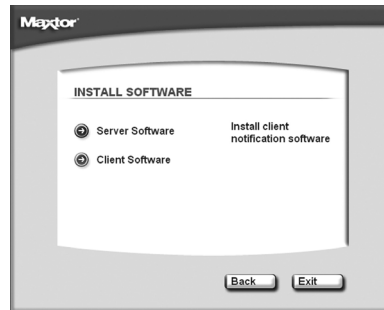 Maxtor
INSTALL SOFTWARE
Server Software
Client Software
Install client
notification software
Back
Exit